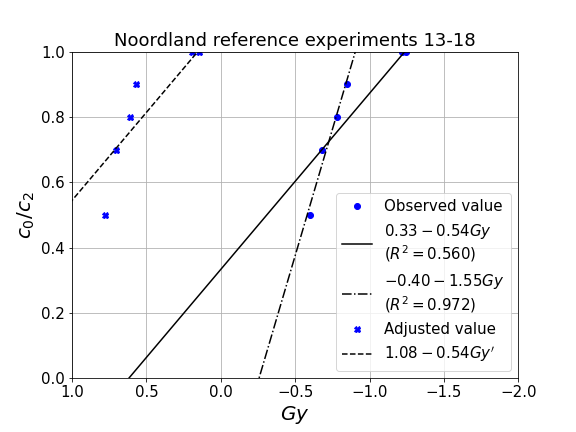 Noordland reference experiments 13-18
1.0
0.8
0.6
0.4
0.2
0.0
c₀/c₂
1.0 0.5 0.0 −0.5 −1.0 −1.5 −2.0
Gy
Observed value
0.33 − 0.54Gy
(R² = 0.560)
−0.40 − 1.55Gy
(R² = 0.972)
Adjusted value
1.08 − 0.54Gy′